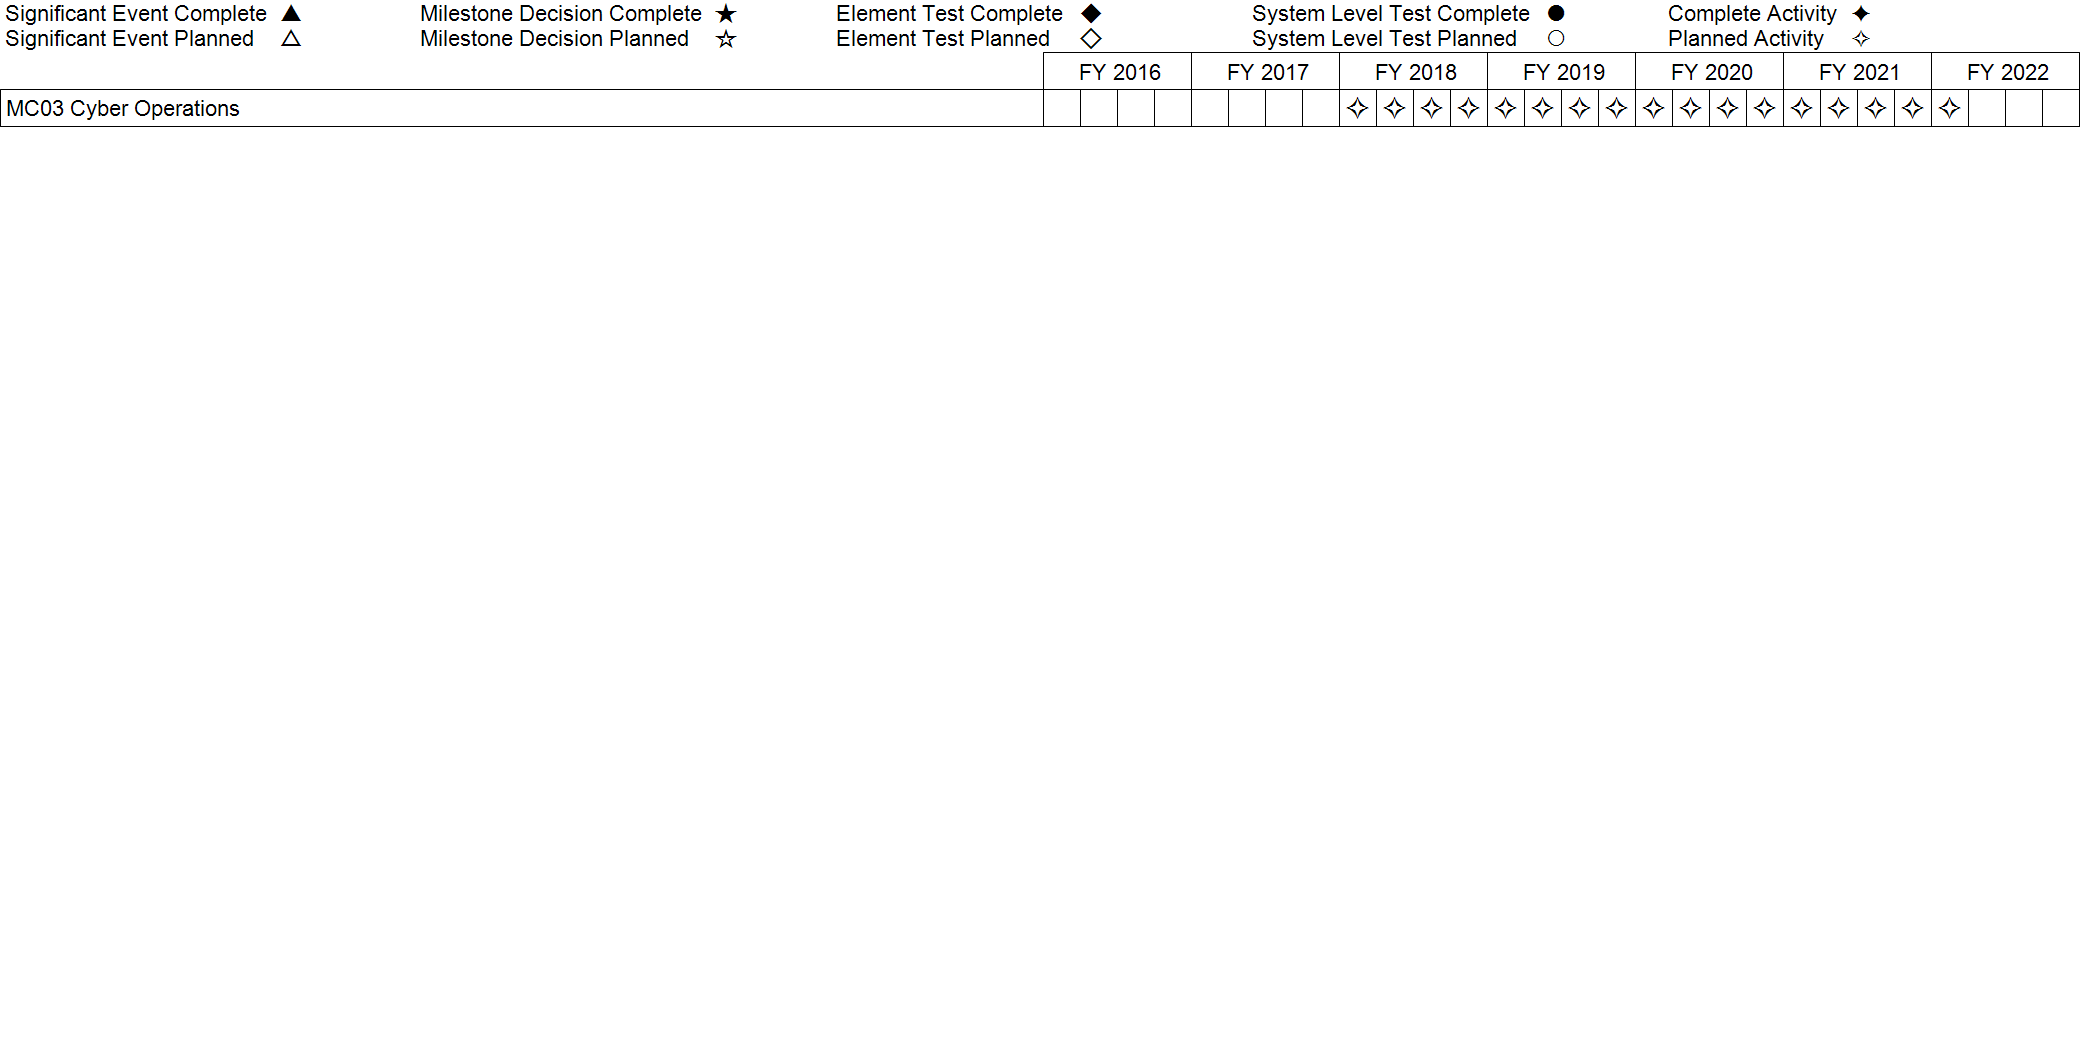 Significant Event Complete ▲ Milestone Decision Complete ★ Element Test Complete ◆ System Level Test Complete ● Complete Activity ✦
Significant Event Planned △ Milestone Decision Planned ☆ Element Test Planned ◇ System Level Test Planned ○ Planned Activity ✧
FY 2016 FY 2017 FY 2018 FY 2019 FY 2020 FY 2021 FY 2022
MC03 Cyber Operations ✧ ✧ ✧ ✧ ✧ ✧ ✧ ✧ ✧ ✧ ✧ ✧ ✧ ✧ ✧ ✧ ✧